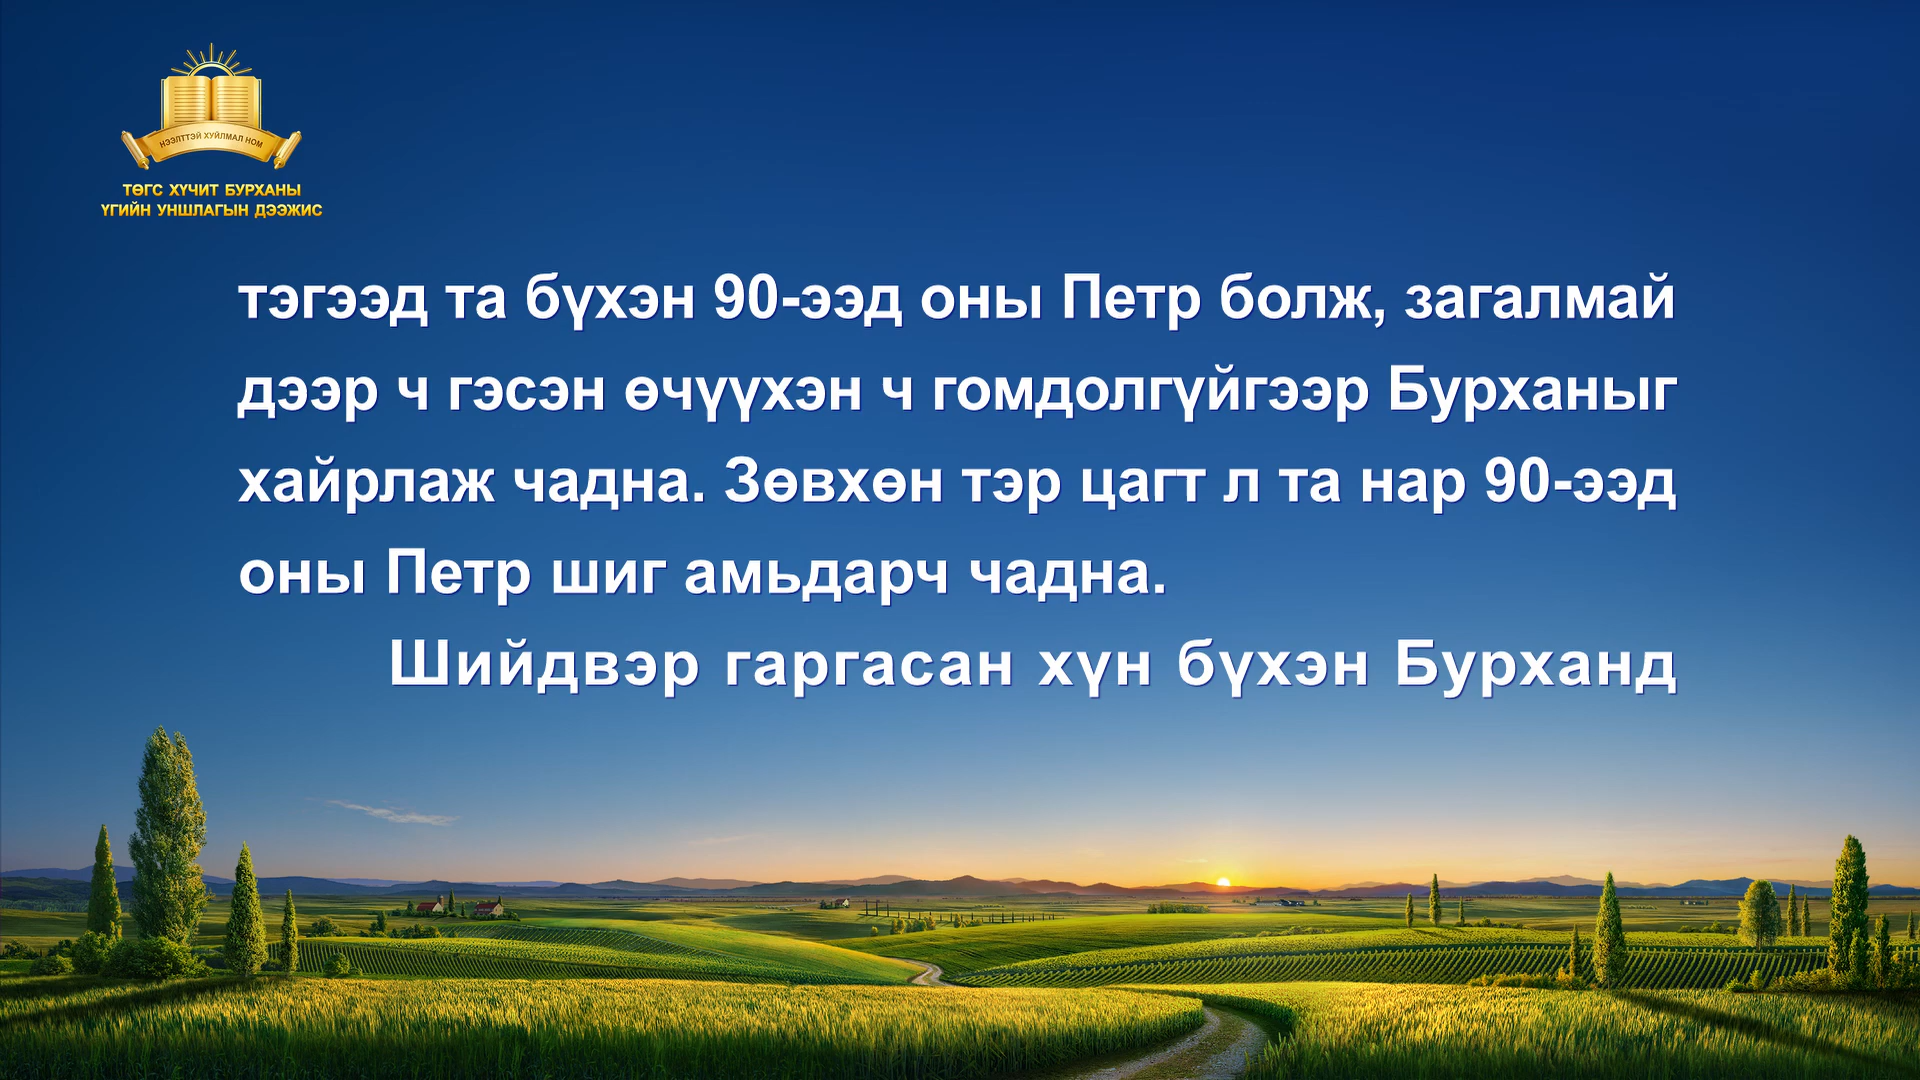 НЭЭЛТТЭЙ ХУЙЛМАЛ НОМ
ТӨГС ХҮЧИТ БУРХАНЫ
ҮГИЙН УНШЛАГЫН ДЭЭЖИС
тэгээд та бүхэн 90-ээд оны Петр болж, загалмай
дээр ч гэсэн өчүүхэн ч гомдолгүйгээр Бурханыг
хайрлаж чадна. Зөвхөн тэр цагт л та нар 90-ээд
оны Петр шиг амьдарч чадна.
Шийдвэр гаргасан хүн бүхэн Бурханд